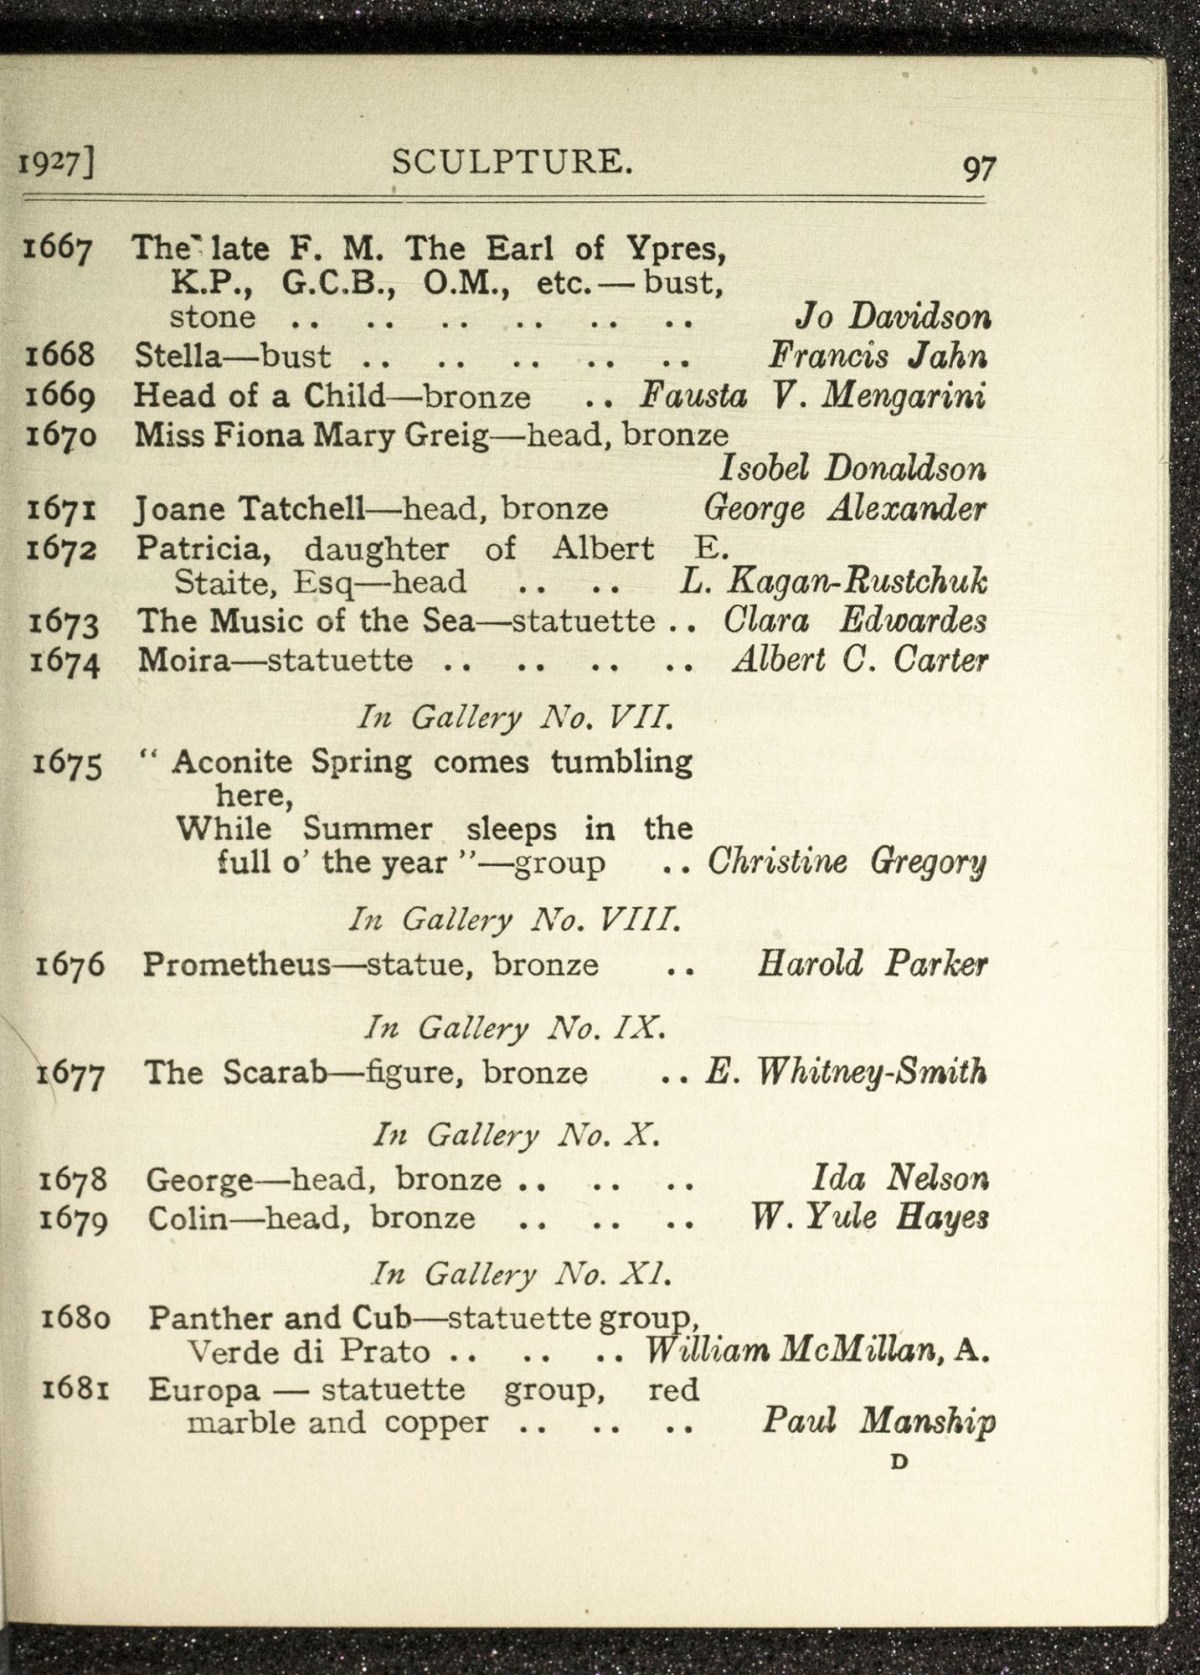 1927] SCULPTURE. 97
1667 The late F. M. The Earl of Ypres,
K.P., G.C.B., O.M., etc.—bust,
stone .. .. .. .. .. .. Jo Davidson
1668 Stella—bust .. .. .. .. .. Francis Jahn
1669 Head of a Child—bronze .. Fausta V. Mengarini
1670 Miss Fiona Mary Greig—head, bronze
Isobel Donaldson
1671 Joane Tatchell—head, bronze George Alexander
1672 Patricia, daughter of Albert E.
Staite, Esq—head .. .. L. Kagan-Rustchuk
1673 The Music of the Sea—statuette .. Clara Edwardes
1674 Moira—statuette .. .. .. .. Albert C. Carter
In Gallery No. VII.
1675 “ Aconite Spring comes tumbling
here,
While Summer sleeps in the
full o’ the year ”—group .. Christine Gregory
In Gallery No. VIII.
1676 Prometheus—statue, bronze .. Harold Parker
In Gallery No. IX.
1677 The Scarab—figure, bronze .. E. Whitney-Smith
In Gallery No. X.
1678 George—head, bronze .. .. .. Ida Nelson
1679 Colin—head, bronze .. .. .. W. Yule Hayes
In Gallery No. XI.
1680 Panther and Cub—statuette group,
Verde di Prato .. .. .. William McMillan, A.
1681 Europa — statuette group, red
marble and copper .. .. .. Paul Manship
D